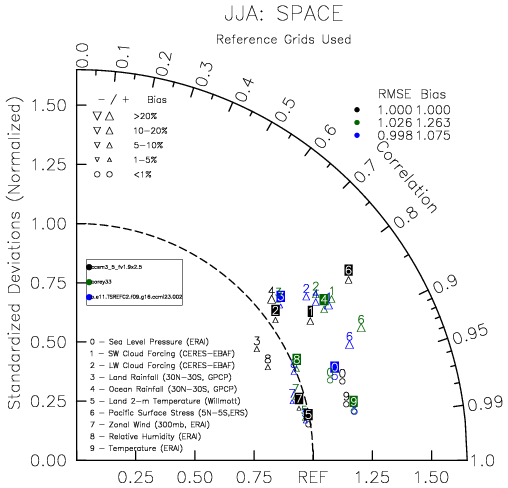 JJA: SPACE
Reference Grids Used
0.0 0.1 0.2 0.3 0.4 0.5 0.6 0.7 0.8 0.9 0.95 0.99 1.0
Correlation
Standardized Deviations (Normalized)
1.50
1.25
1.00
0.75
0.50
0.25
0.00
− / + Bias
>20%
10−20%
5−10%
1−5%
<1%
RMSE Bias
1.000 1.000
1.026 1.263
0.998 1.075
ccsm3_5_fv1.9x2.5
b.e11.TSREFC2.f09.g16.ccmi23.002
0 − Sea Level Pressure (ERAI)
1 − SW Cloud Forcing (CERES−EBAF)
2 − LW Cloud Forcing (CERES−EBAF)
3 − Land Rainfall (30N−30S, GPCP)
4 − Ocean Rainfall (30N−30S, GPCP)
5 − Land 2−m Temperature (Willmott)
6 − Pacific Surface Stress (5N−5S,ERS)
7 − Zonal Wind (300mb, ERAI)
8 − Relative Humidity (ERAI)
9 − Temperature (ERAI)
0.25 0.50 0.75 REF 1.25 1.50